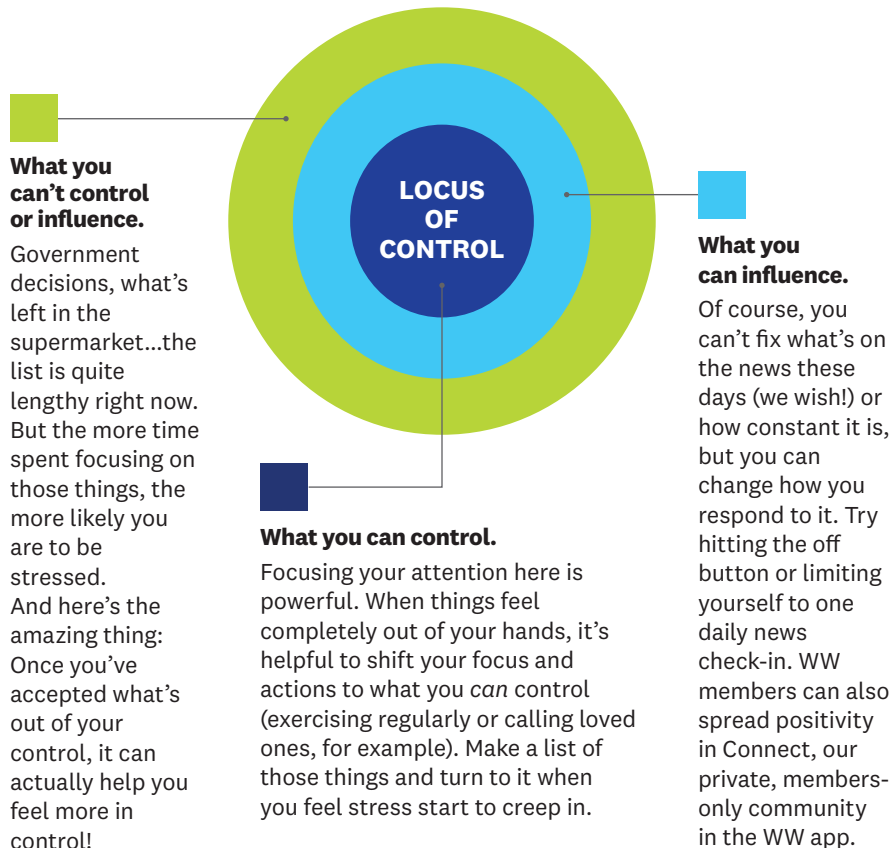 LOCUS
OF
CONTROL
What you
can’t control
or influence.
Government
decisions, what’s
left in the
supermarket...the
list is quite
lengthy right now.
But the more time
spent focusing on
those things, the
more likely you
are to be
stressed.
And here’s the
amazing thing:
Once you’ve
accepted what’s
out of your
control, it can
actually help you
feel more in
control!
What you can control.
Focusing your attention here is
powerful. When things feel
completely out of your hands, it’s
helpful to shift your focus and
actions to what you can control
(exercising regularly or calling loved
ones, for example). Make a list of
those things and turn to it when
you feel stress start to creep in.
What you
can influence.
Of course, you
can’t fix what’s on
the news these
days (we wish!) or
how constant it is,
but you can
change how you
respond to it. Try
hitting the off
button or limiting
yourself to one
daily news
check-in. WW
members can also
spread positivity
in Connect, our
private, members-
only community
in the WW app.